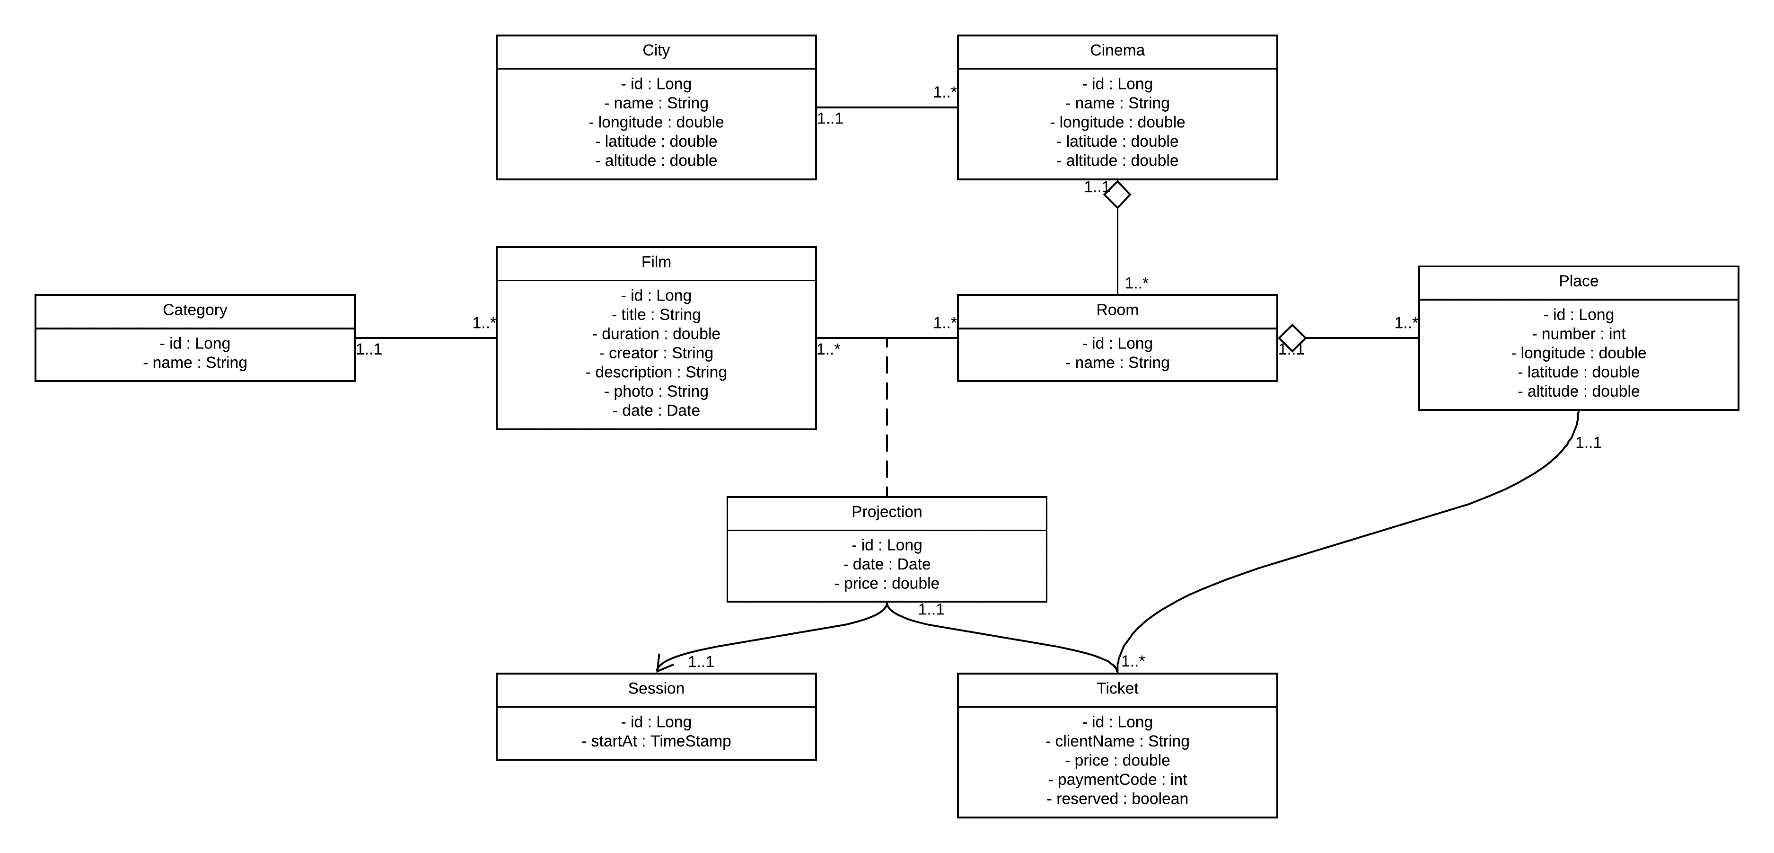 City
- id : Long
- name : String
- longitude : double
- latitude : double
- altitude : double
1..1
1..*
Cinema
- id : Long
- name : String
- longitude : double
- latitude : double
- altitude : double
1..1
1..*
Category
- id : Long
- name : String
1..1
1..*
Film
- id : Long
- title : String
- duration : double
- creator : String
- description : String
- photo : String
- date : Date
1..*
1..*
Room
- id : Long
- name : String
1..1
1..*
Place
- id : Long
- number : int
- longitude : double
- latitude : double
- altitude : double
1..1
Projection
- id : Long
- date : Date
- price : double
1..1
1..1
1..*
Session
- id : Long
- startAt : TimeStamp
Ticket
- id : Long
- clientName : String
- price : double
- paymentCode : int
- reserved : boolean